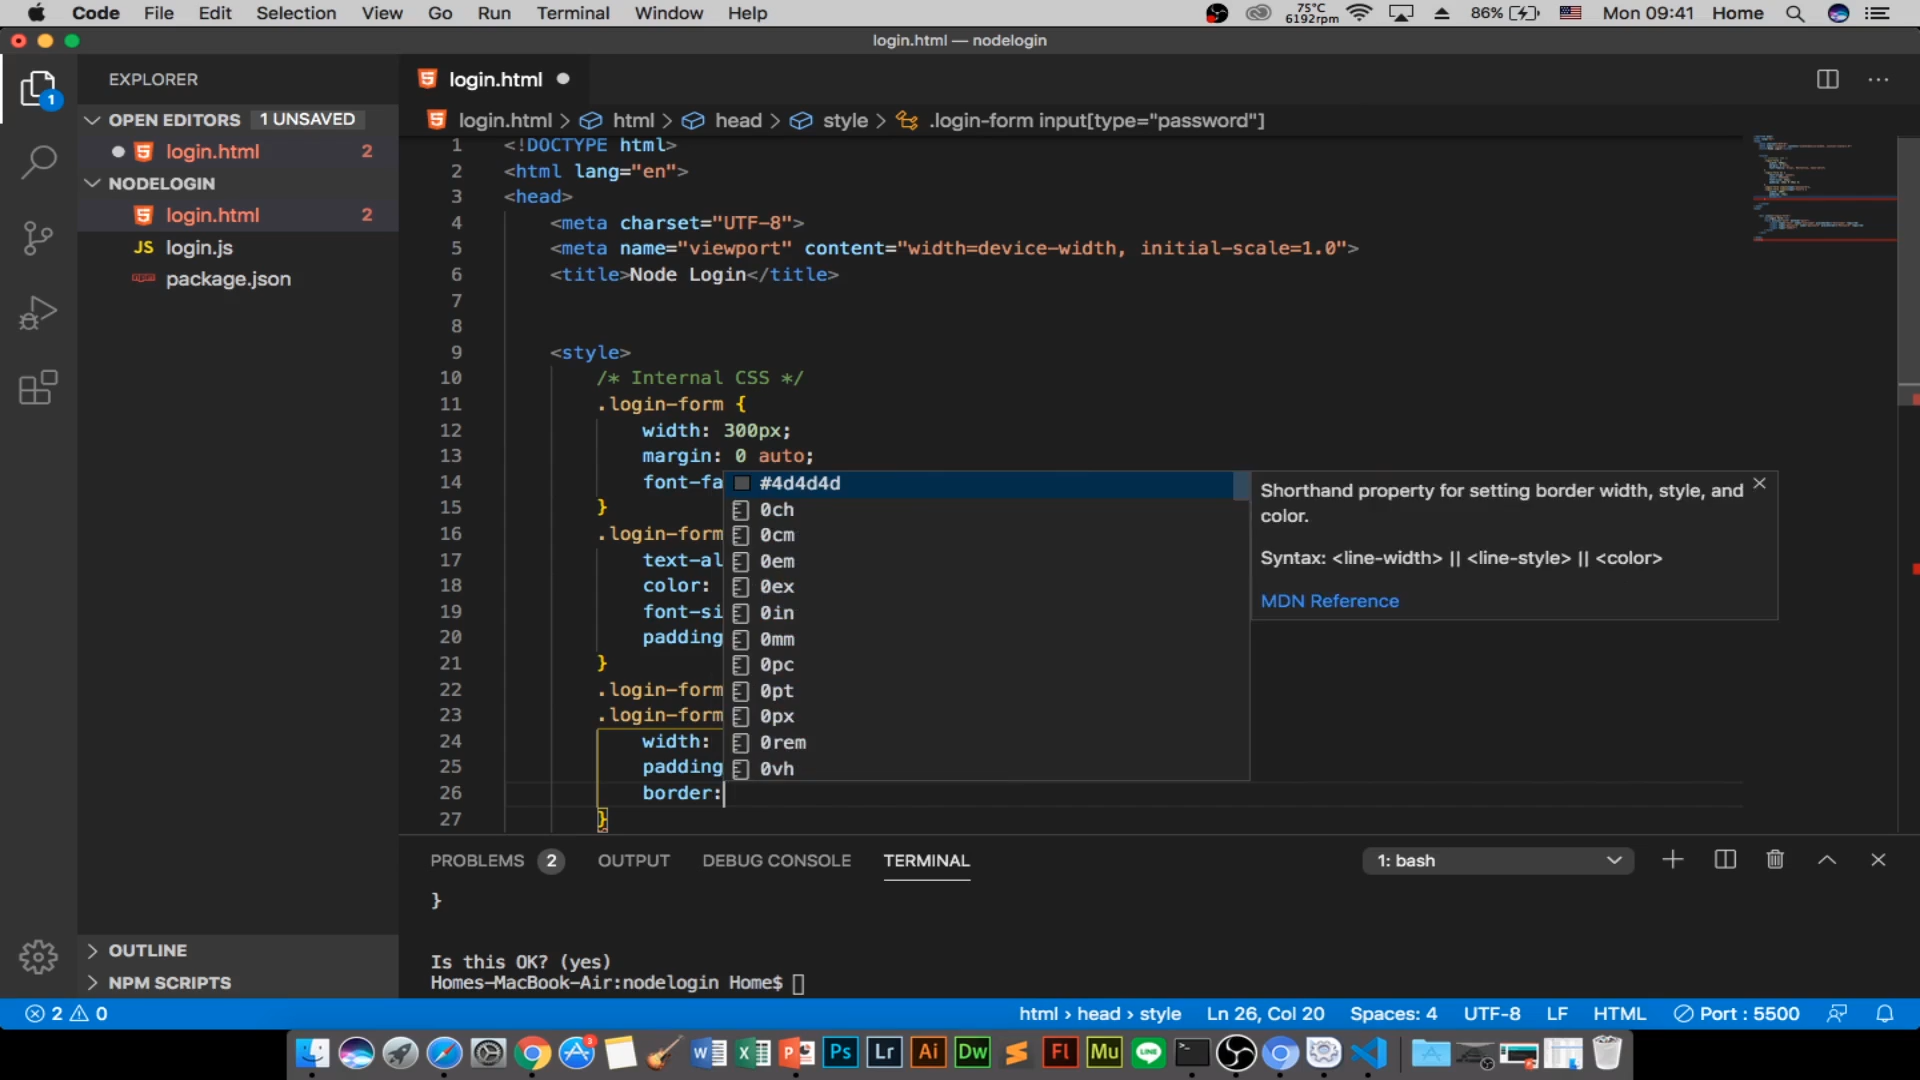 Code File Edit Selection View Go Run Terminal Window Help 75°C 6192rpm 86% Mon 09:41 Home
login.html — nodelogin
1
EXPLORER
OPEN EDITORS 1 UNSAVED
login.html 2
NODELOGIN
login.html 2
JS login.js
package.json
OUTLINE
NPM SCRIPTS
login.html
login.html > html > head > style > .login-form input[type="password"]
1 <!DOCTYPE html>
2 <html lang="en">
3 <head>
4 <meta charset="UTF-8">
5 <meta name="viewport" content="width=device-width, initial-scale=1.0">
6 <title>Node Login</title>
7
8
9 <style>
10 /* Internal CSS */
11 .login-form {
12 width: 300px;
13 margin: 0 auto;
14 font-fa
15 }
16 .login-form
17 text-al
18 color:
19 font-si
20 padding
21 }
22 .login-form
23 .login-form
24 width:
25 padding
26 border:
27 }
#4d4d4d
0ch
0cm
0em
0ex
0in
0mm
0pc
0pt
0px
0rem
0vh
Shorthand property for setting border width, style, and
color.
Syntax: <line-width> || <line-style> || <color>
MDN Reference
PROBLEMS 2 OUTPUT DEBUG CONSOLE TERMINAL 1: bash
}
Is this OK? (yes)
Homes-MacBook-Air:nodelogin Home$
2 0 html › head › style Ln 26, Col 20 Spaces: 4 UTF-8 LF HTML Port : 5500
3 W X P Ps Lr Ai Dw Fl Mu LINE